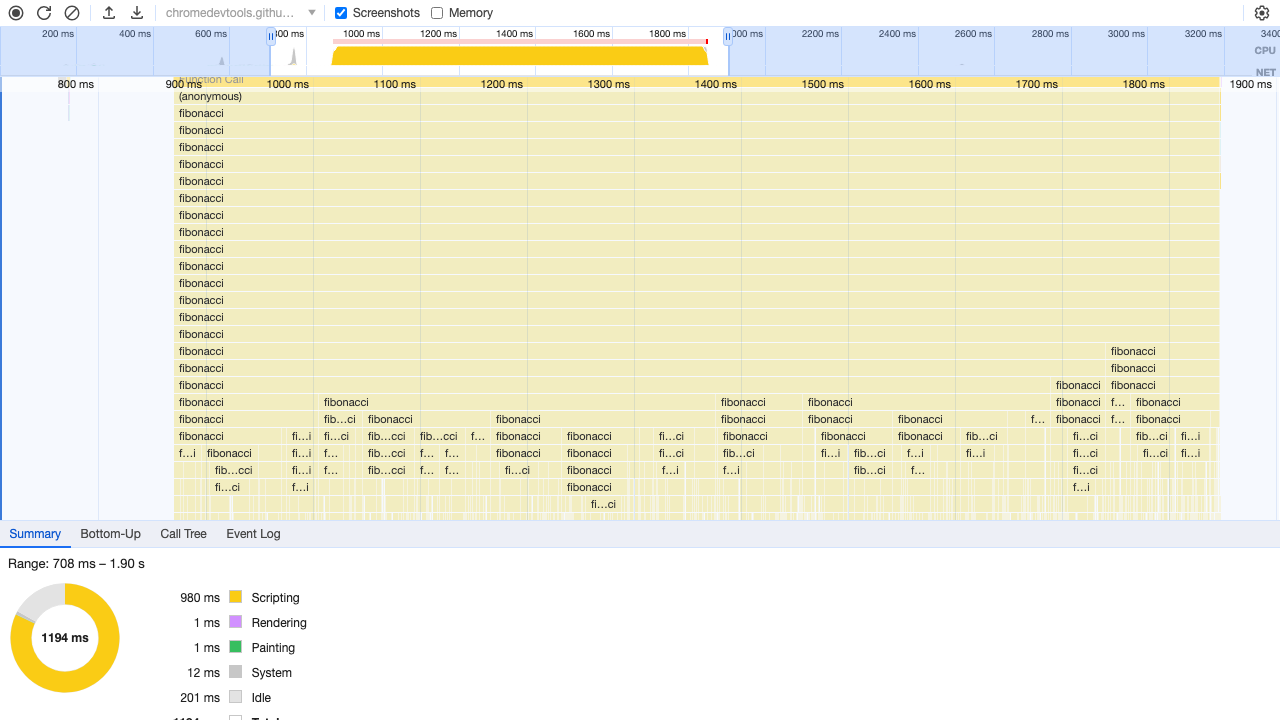 chromedevtools.githu… Screenshots Memory
200 ms 400 ms 600 ms 800 ms 1000 ms 1200 ms 1400 ms 1600 ms 1800 ms 2000 ms 2200 ms 2400 ms 2600 ms 2800 ms 3000 ms 3200 ms 3400
CPU
NET
Function Call
800 ms 900 ms 1000 ms 1100 ms 1200 ms 1300 ms 1400 ms 1500 ms 1600 ms 1700 ms 1800 ms 1900 ms
(anonymous)
fibonacci
fibonacci
fibonacci
fibonacci
fibonacci
fibonacci
fibonacci
fibonacci
fibonacci
fibonacci
fibonacci
fibonacci
fibonacci
fibonacci
fibonacci fibonacci
fibonacci fibonacci
fibonacci fibonacci fibonacci
fibonacci fibonacci fibonacci fibonacci fibonacci f… fibonacci
fibonacci fib…ci fibonacci fibonacci fibonacci fibonacci fibonacci f… fibonacci f… fibonacci
fibonacci fi…i fi…ci fib…cci fib…cci f… fibonacci fibonacci fi…ci fibonacci fibonacci fibonacci fib…ci fi…ci fib…ci fi…i
f…i fibonacci fi…i f… fib…cci f… f… fibonacci fibonacci fi…ci fib…ci fi…i fib…ci fi…i fi…i fi…ci fi…ci fi…i
fib…cci fi…i f… fib…cci f… f… fi…ci fibonacci f…i f…i fib…ci f… fi…ci
fi…ci f…i fibonacci f…i
fi…ci
Summary Bottom-Up Call Tree Event Log
Range: 708 ms – 1.90 s
1194 ms
980 ms Scripting
1 ms Rendering
1 ms Painting
12 ms System
201 ms Idle
1194 ms Total